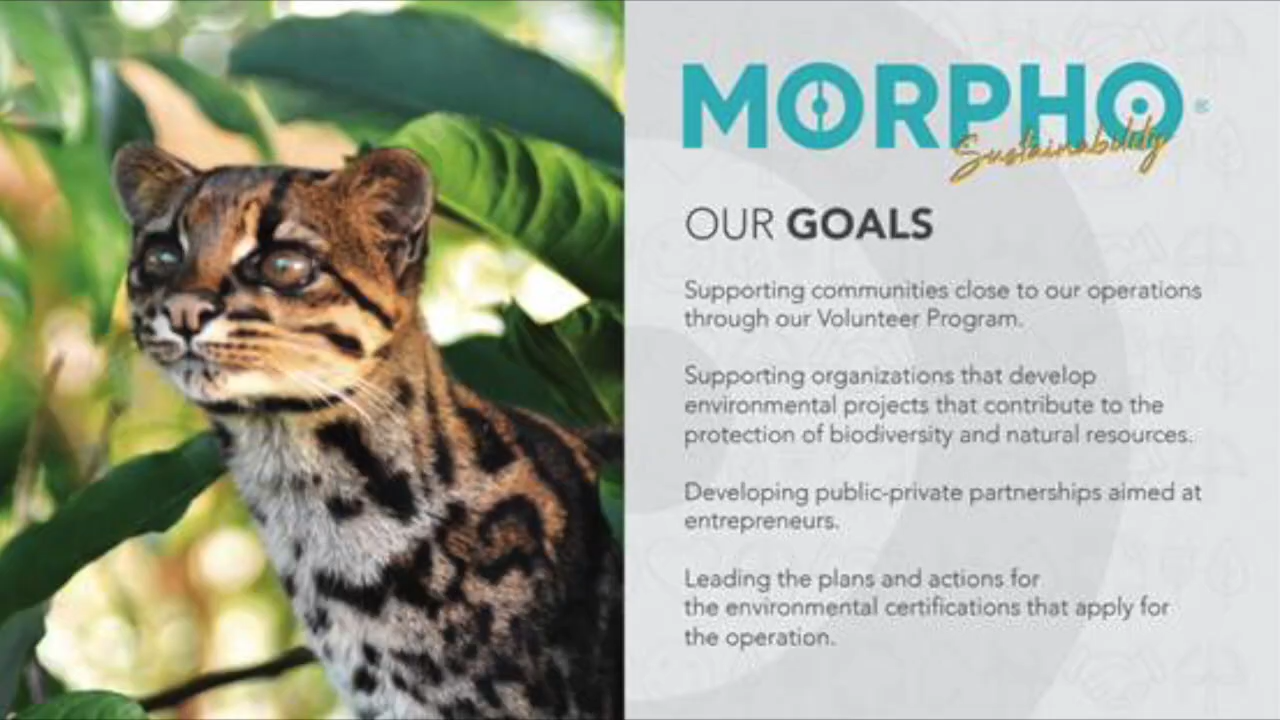 MORPHO
Sustainability
OUR GOALS
Supporting communities close to our operations
through our Volunteer Program.
Supporting organizations that develop
environmental projects that contribute to the
protection of biodiversity and natural resources.
Developing public-private partnerships aimed at
entrepreneurs.
Leading the plans and actions for
the environmental certifications that apply for
the operation.